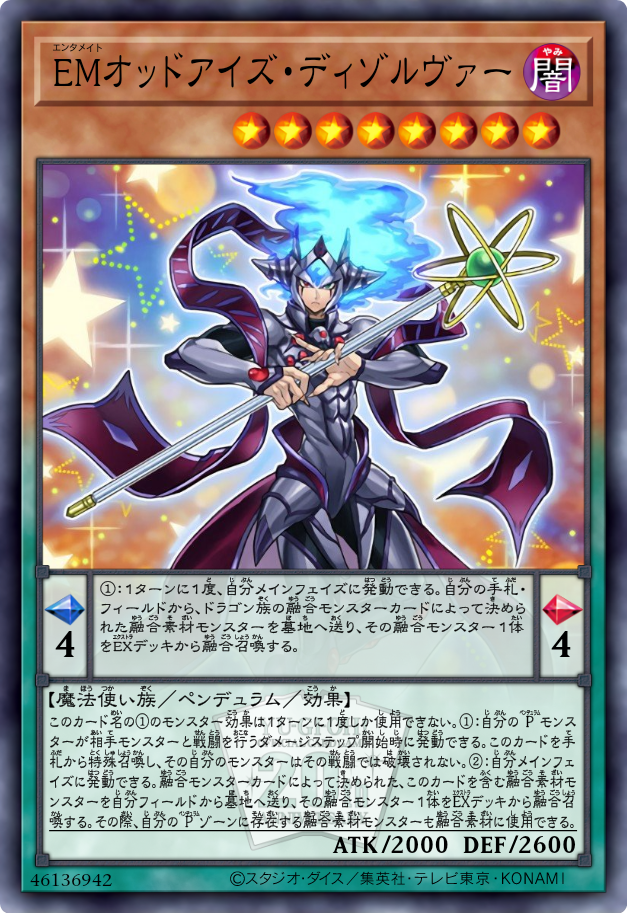 エンタメイト
EMオッドアイズ・ディゾルヴァー
やみ
闇
①：1ターンに1度、自分メインフェイズに発動できる。自分の手札・
フィールドから、ドラゴン族の融合モンスターカードによって決めら
れた融合素材モンスターを墓地へ送り、その融合モンスター1体
をEXデッキから融合召喚する。
4
4
【魔法使い族／ペンデュラム／効果】
このカード名の①のモンスター効果は1ターンに1度しか使用できない。①：自分のPモンス
ターが相手モンスターと戦闘を行うダメージステップ開始時に発動できる。このカードを手
札から特殊召喚し、その自分のモンスターはその戦闘では破壊されない。②：自分メインフェ
イズに発動できる。融合モンスターカードによって決められた、このカードを含む融合素材モ
ンスターを自分フィールドから墓地へ送り、その融合モンスター1体をEXデッキから融合召
喚する。その際、自分のPゾーンに存在する融合素材モンスターも融合素材に使用できる。
ATK/2000 DEF/2600
46136942
©スタジオ・ダイス／集英社・テレビ東京・KONAMI